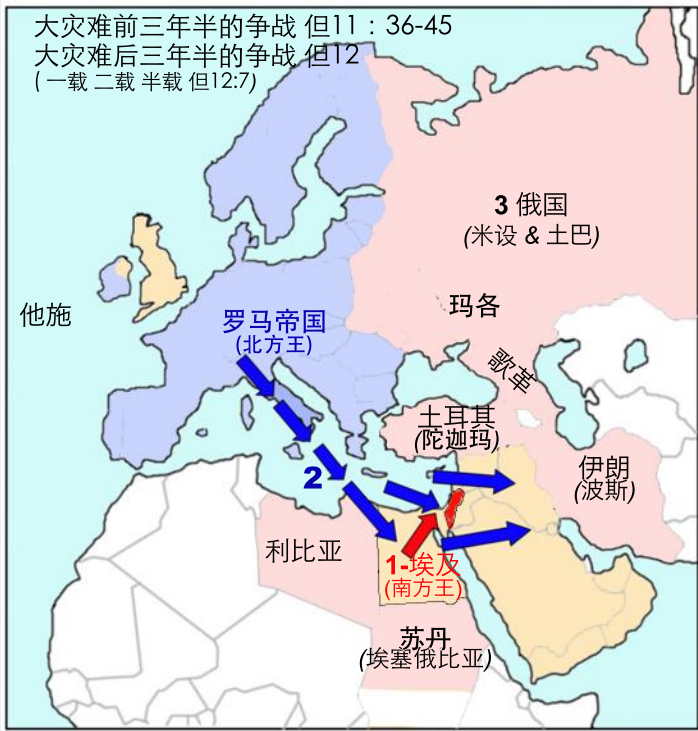 大灾难前三年半的争战 但11：36-45
大灾难后三年半的争战 但12
( 一载 二载 半载 但12:7)
3 俄国
(米设 & 土巴)
玛各
他施
罗马帝国
(北方王)
歌革
土耳其
(陀迦玛)
伊朗
(波斯)
2
利比亚
1-埃及
(南方王)
苏丹
(埃塞俄比亚)